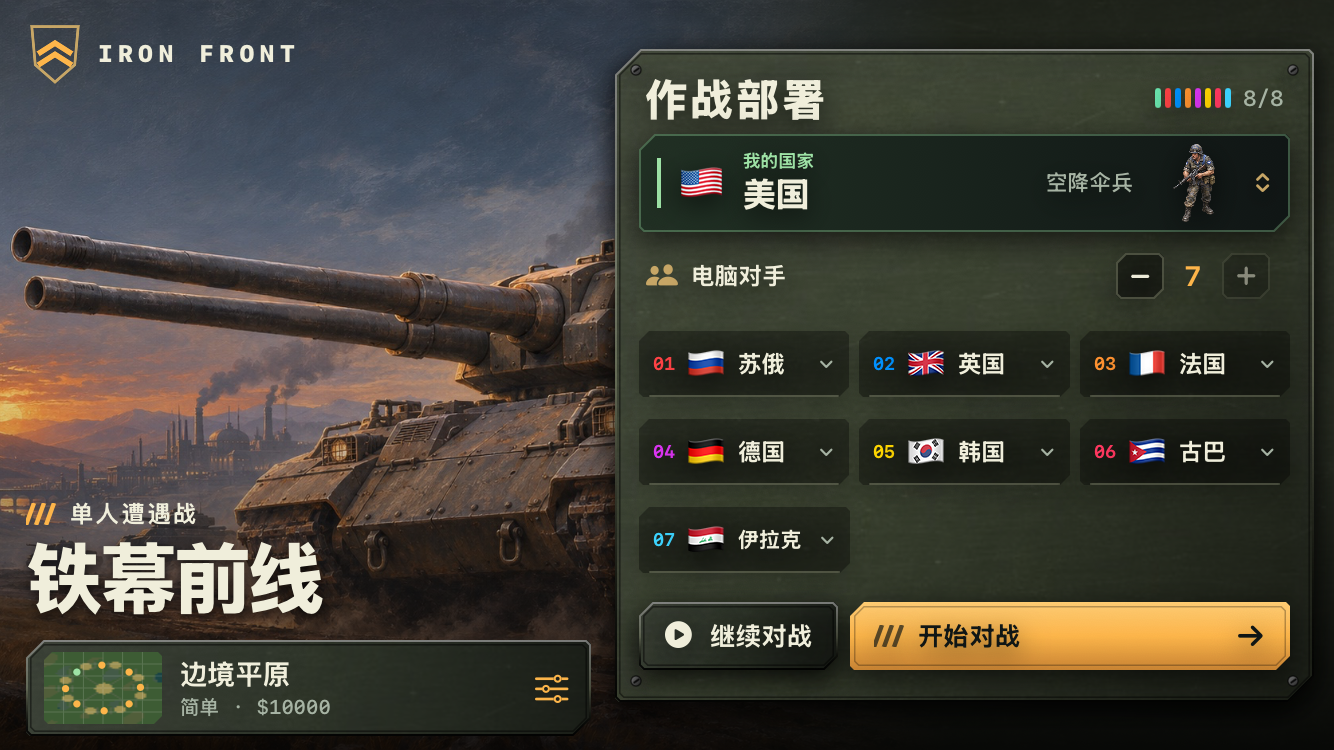 IRON FRONT
作战部署
8/8
我的国家
美国
空降伞兵
电脑对手
7
01 苏俄
02 英国
03 法国
04 德国
05 韩国
06 古巴
07 伊拉克
继续对战
开始对战
单人遭遇战
铁幕前线
边境平原
简单 · $10000